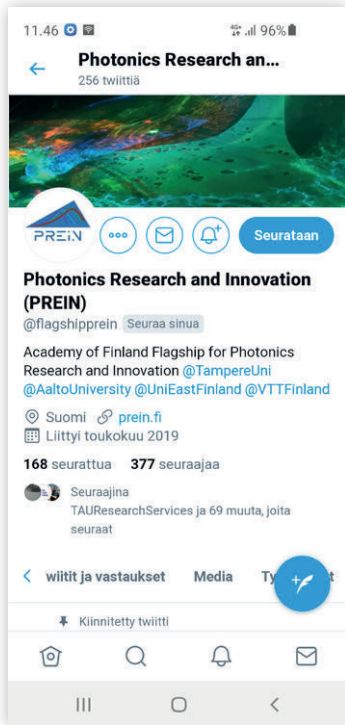 11.46 4G+ 96%
Photonics Research an...
256 twiittiä
PREIN
Seurataan
Photonics Research and Innovation
(PREIN)
@flagshipprein Seuraa sinua
Academy of Finland Flagship for Photonics
Research and Innovation @TampereUni
@AaltoUniversity @UniEastFinland @VTTFinland
Suomi prein.fi
Liittyi toukokuu 2019
168 seurattua 377 seuraajaa
Seuraajina
TAUResearchServices ja 69 muuta, joita
seuraat
wiitit ja vastaukset Media
Kiinnitetty twiitti